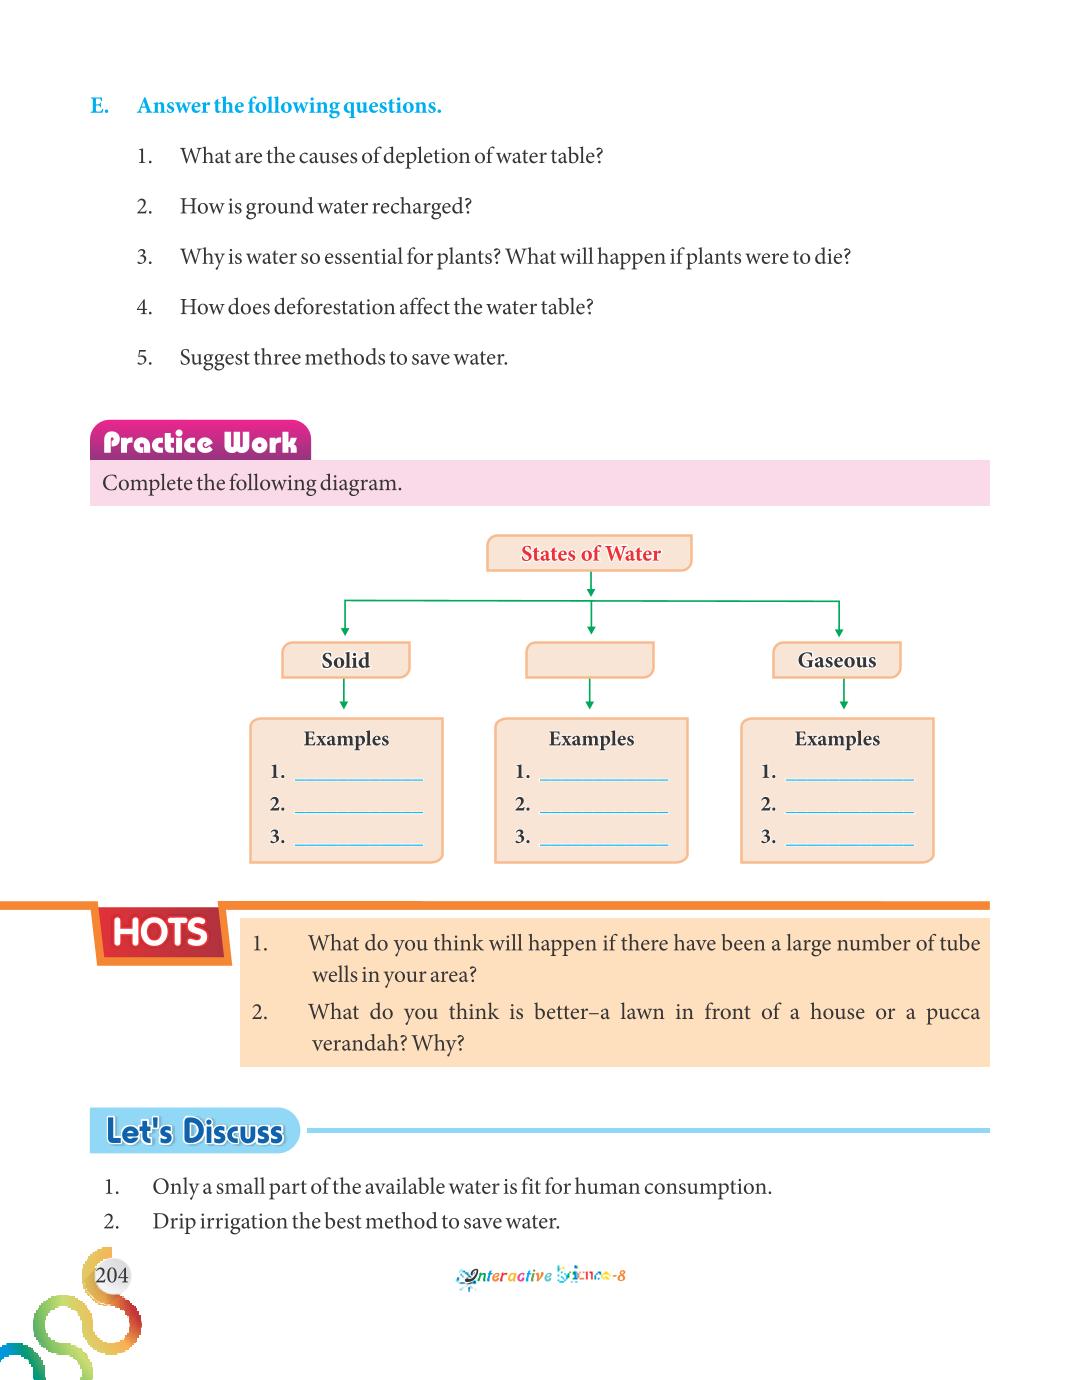 E. Answer the following questions.
1. What are the causes of depletion of water table?
2. How is ground water recharged?
3. Why is water so essential for plants? What will happen if plants were to die?
4. How does deforestation affect the water table?
5. Suggest three methods to save water.
Practice Work
Complete the following diagram.
States of Water
Solid
Gaseous
Examples
1. ____________
2. ____________
3. ____________
Examples
1. ____________
2. ____________
3. ____________
Examples
1. ____________
2. ____________
3. ____________
HOTS
1. What do you think will happen if there have been a large number of tube
wells in your area?
2. What do you think is better–a lawn in front of a house or a pucca
verandah? Why?
Let's Discuss
1. Only a small part of the available water is fit for human consumption.
2. Drip irrigation the best method to save water.
204
Interactive Science-8